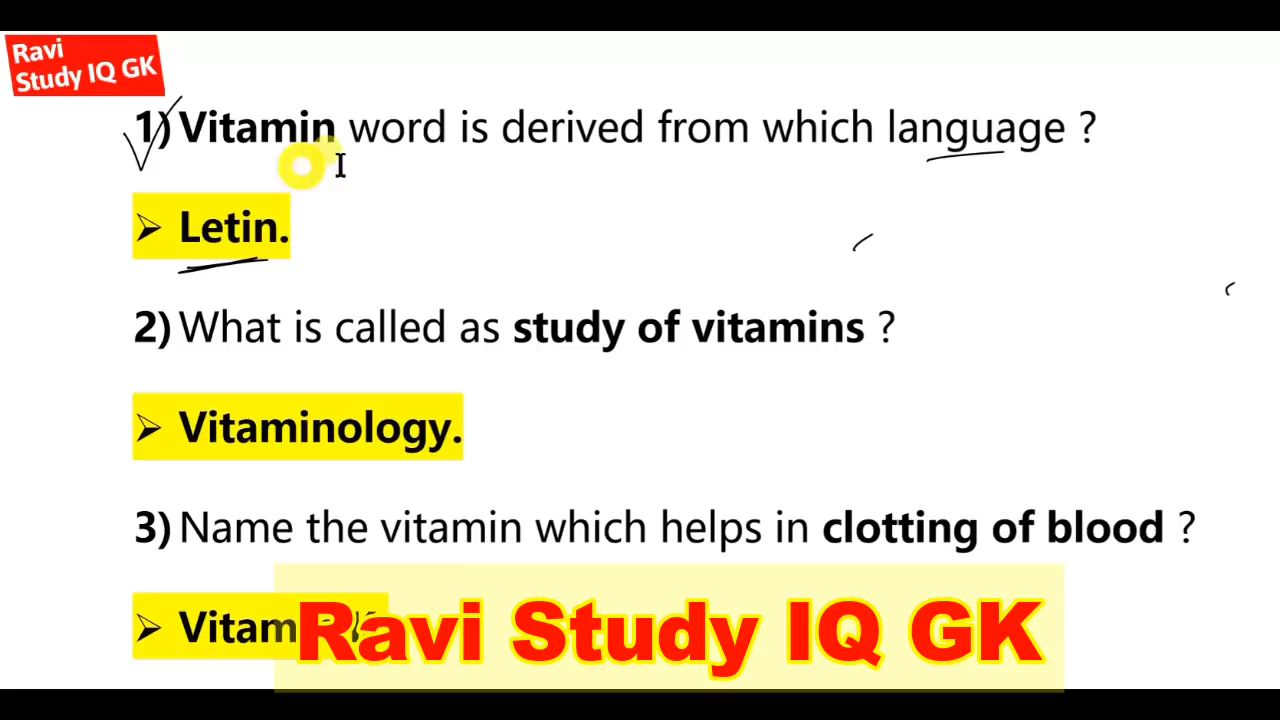 Ravi
Study IQ GK
1) Vitamin word is derived from which language ?
➢ Letin.
2) What is called as study of vitamins ?
➢ Vitaminology.
3) Name the vitamin which helps in clotting of blood ?
➢
Ravi Study IQ GK